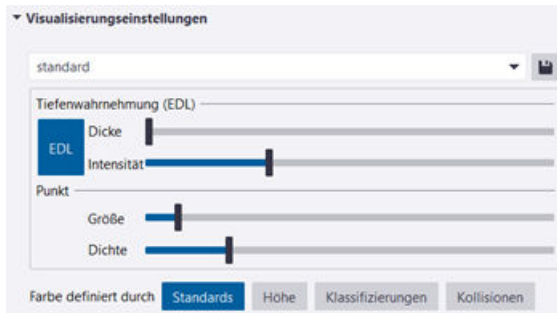 Visualisierungseinstellungen
standard
Tiefenwahrnehmung (EDL)
EDL
Dicke
Intensität
Punkt
Größe
Dichte
Farbe definiert durch Standards Höhe Klassifizierungen Kollisionen